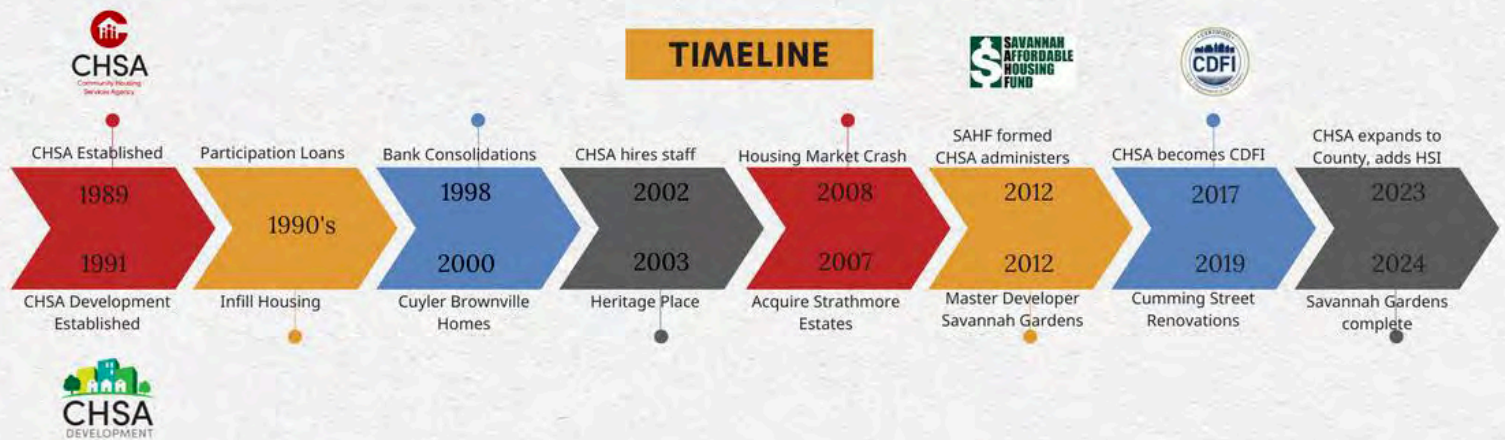 CHSA
Community Housing
Services Agency
TIMELINE
SAVANNAH
AFFORDABLE
HOUSING
FUND
CERTIFIED
CDFI
CHSA Established
Participation Loans
Bank Consolidations
CHSA hires staff
Housing Market Crash
SAHF formed
CHSA administers
CHSA becomes CDFI
CHSA expands to
County, adds HSI
1989
1990's
1998
2002
2008
2012
2017
2023
1991
2000
2003
2007
2012
2019
2024
CHSA Development
Established
Infill Housing
Cuyler Brownville
Homes
Heritage Place
Acquire Strathmore
Estates
Master Developer
Savannah Gardens
Cumming Street
Renovations
Savannah Gardens
complete
CHSA
DEVELOPMENT